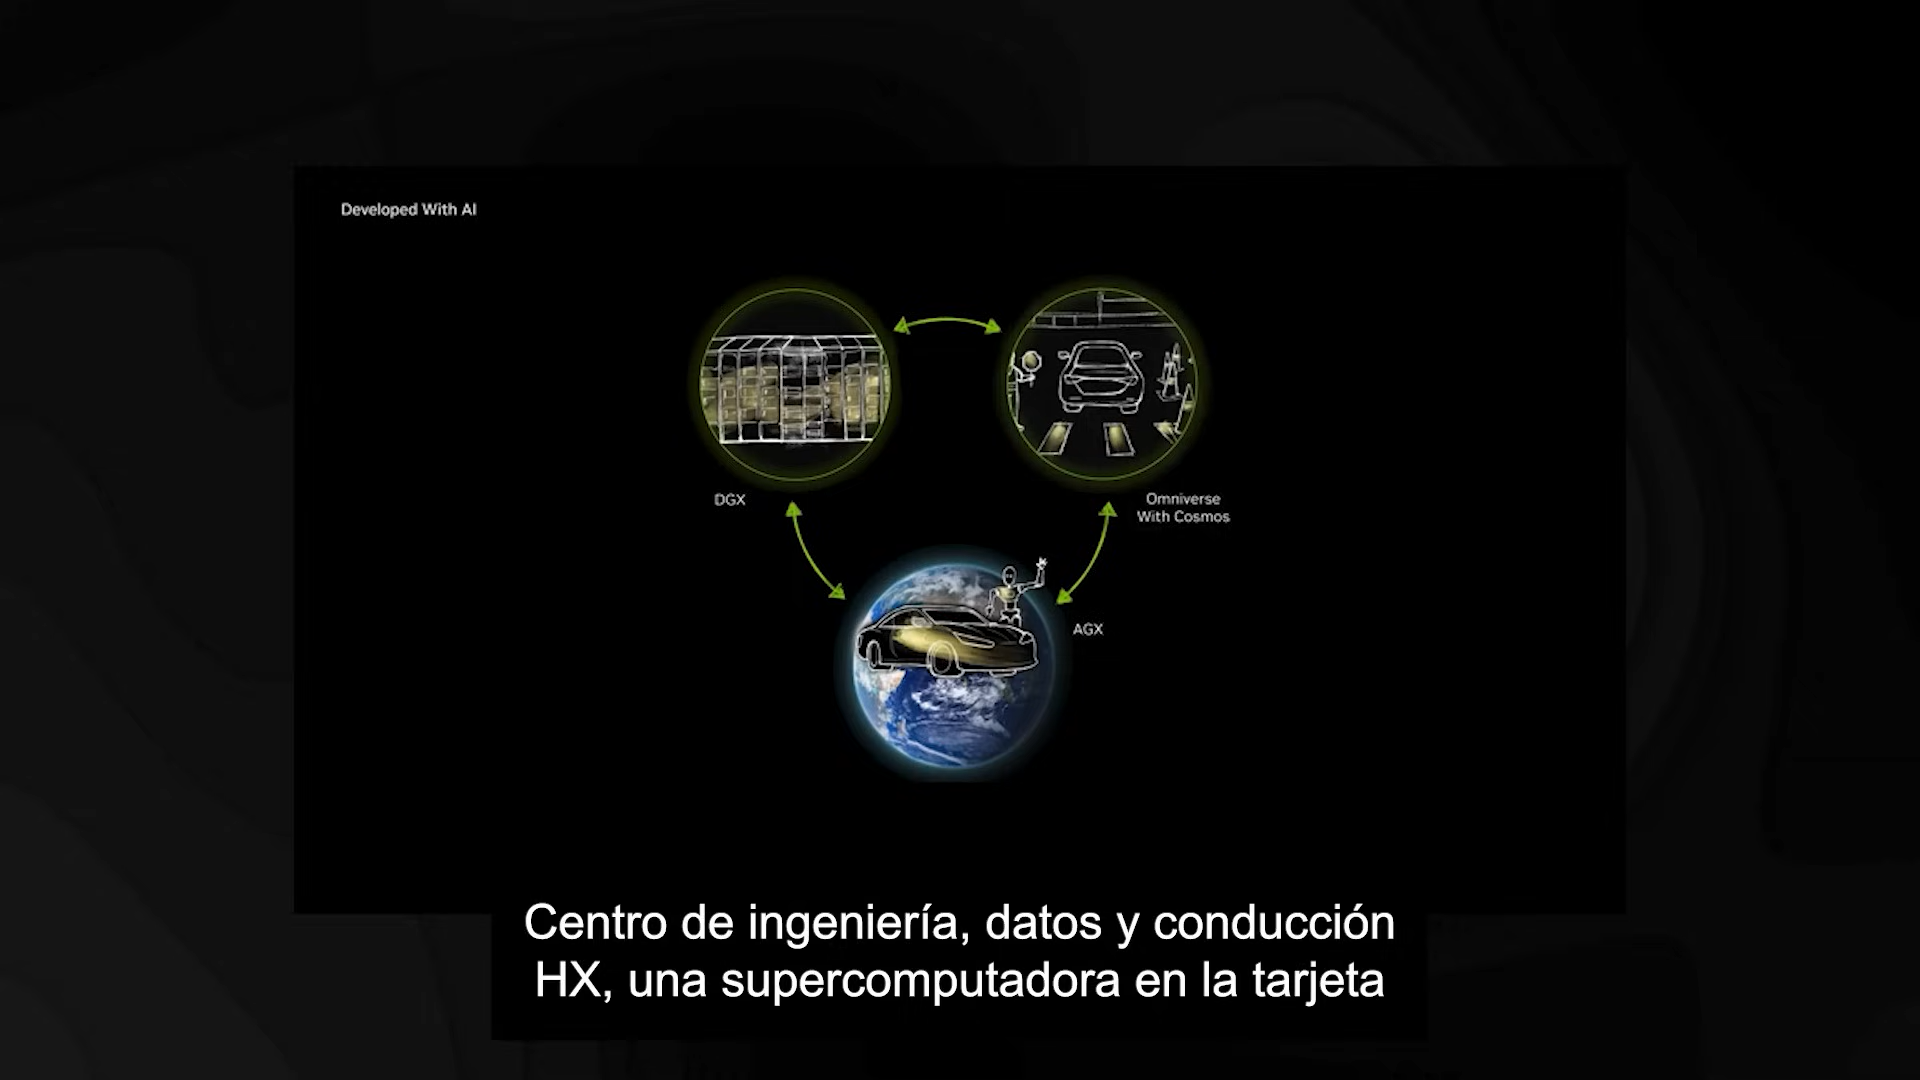 Developed With AI
DGX
Omniverse
With Cosmos
AGX
Centro de ingeniería, datos y conducción
HX, una supercomputadora en la tarjeta